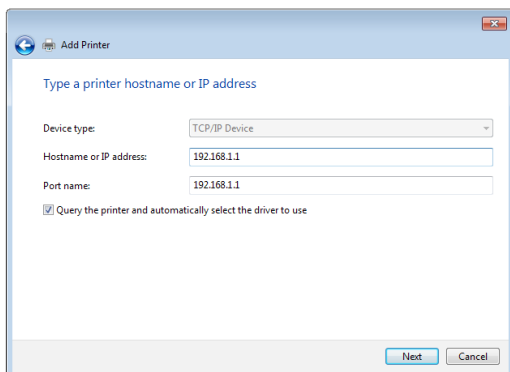 Add Printer
Type a printer hostname or IP address
Device type: TCP/IP Device
Hostname or IP address: 192.168.1.1
Port name: 192.168.1.1
Query the printer and automatically select the driver to use
Next Cancel